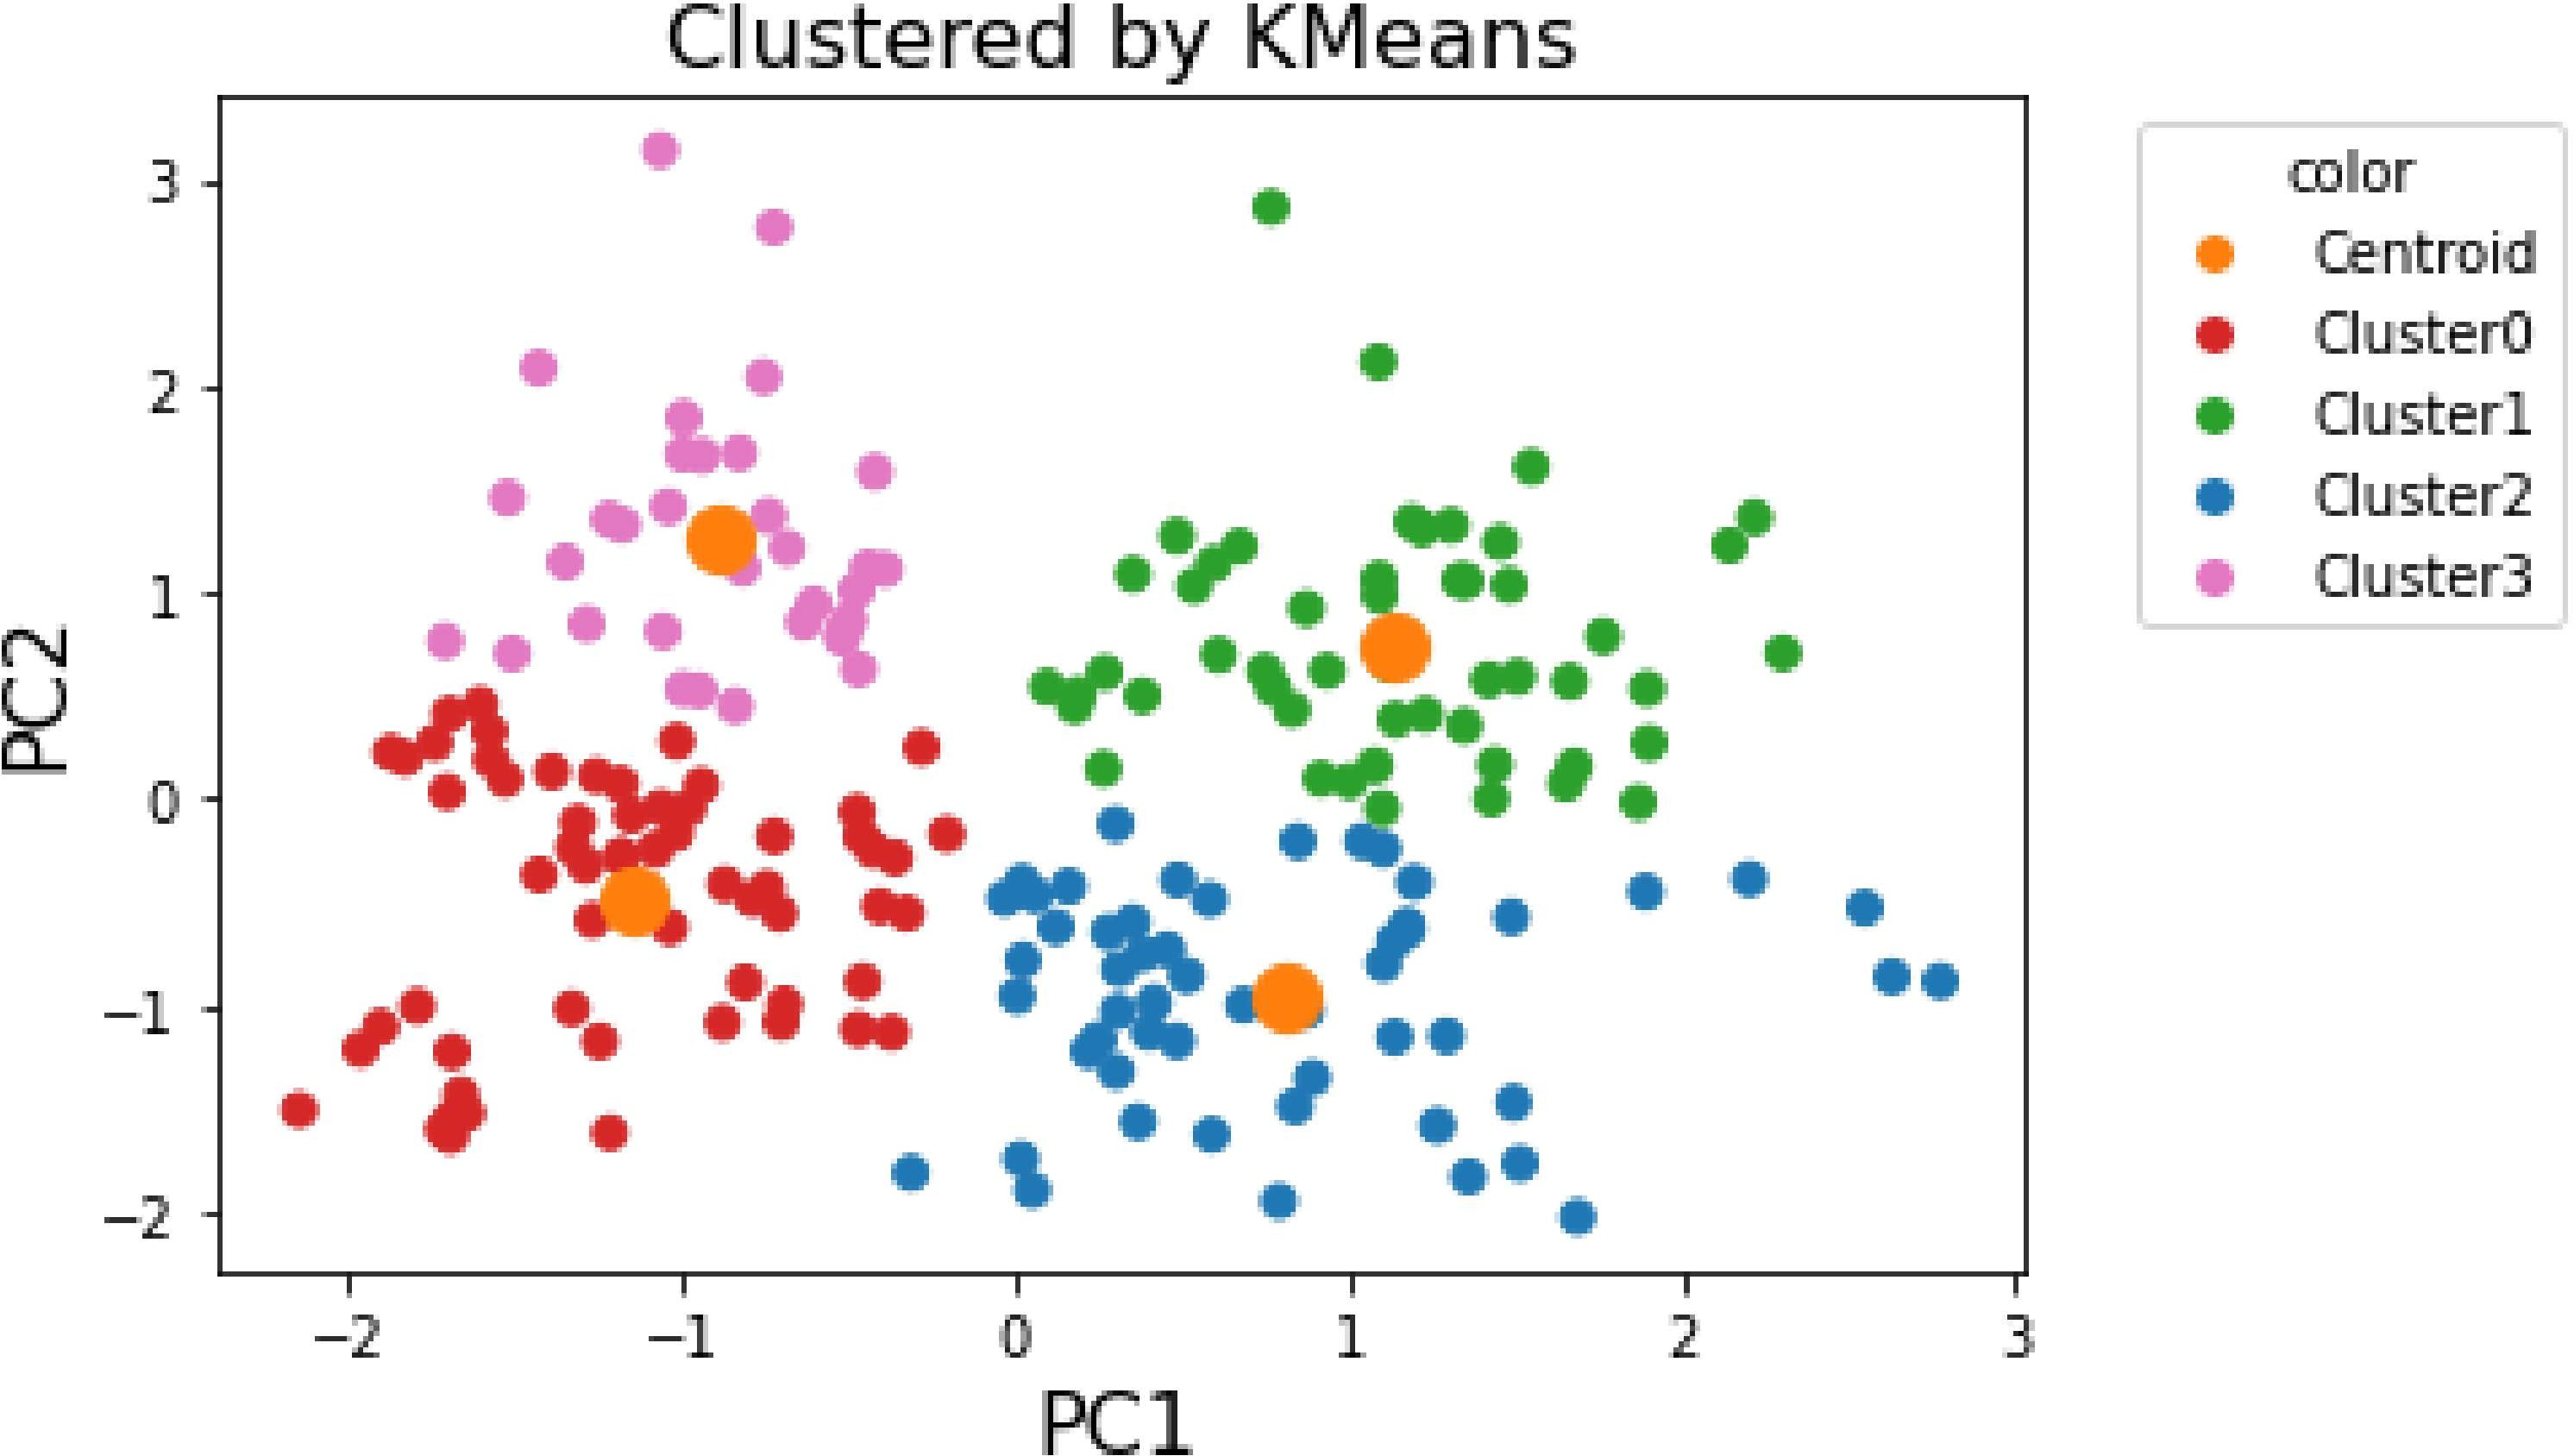 Clustered by KMeans
3
2
1
0
−1
−2
PC2
−2 −1 0 1 2 3
PC1
color
Centroid
Cluster0
Cluster1
Cluster2
Cluster3